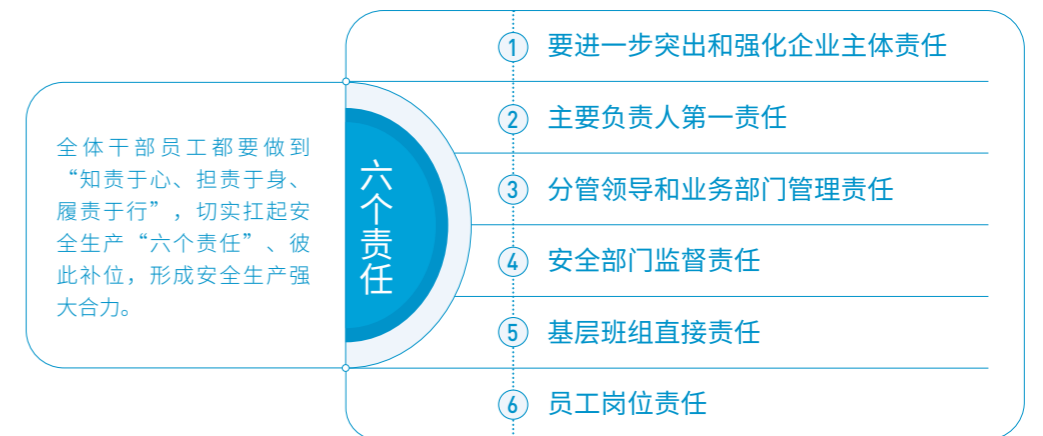 全体干部员工都要做到
“知责于心、担责于身、
履责于行”，切实扛起安
全生产“六个责任”、彼
此补位，形成安全生产强
大合力。
六个责任
1 要进一步突出和强化企业主体责任
2 主要负责人第一责任
3 分管领导和业务部门管理责任
4 安全部门监督责任
5 基层班组直接责任
6 员工岗位责任